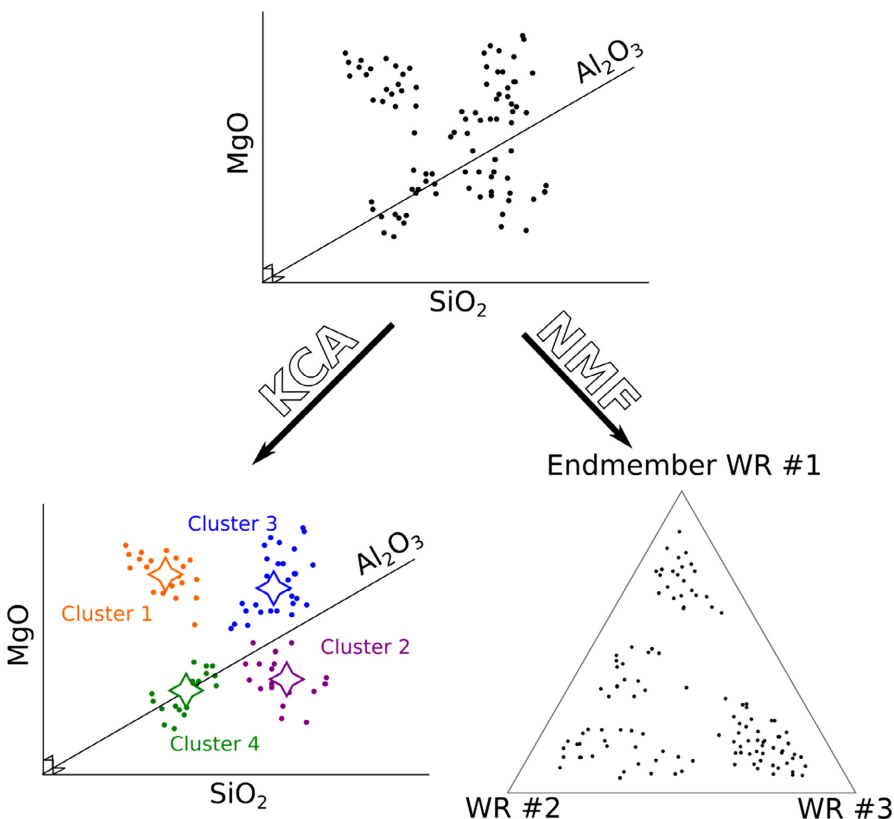 MgO
Al₂O₃
SiO₂
KCA
NMF
Endmember WR #1
Cluster 3
Al₂O₃
Cluster 1
MgO
Cluster 2
Cluster 4
SiO₂
WR #2
WR #3